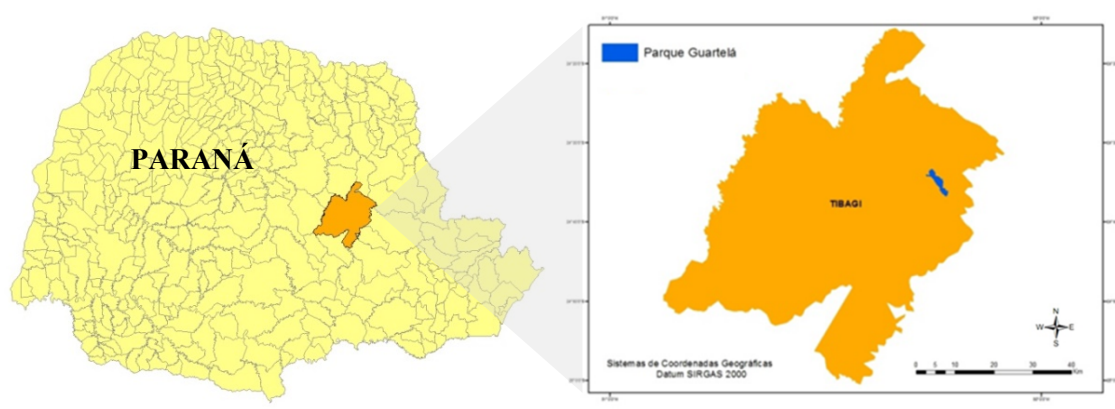 PARANÁ
Parque Guartelá
TIBAGI
N
W E
S
Sistemas de Coordenadas Geográficas
Datum SIRGAS 2000
0 5 10 20 30 40
Km